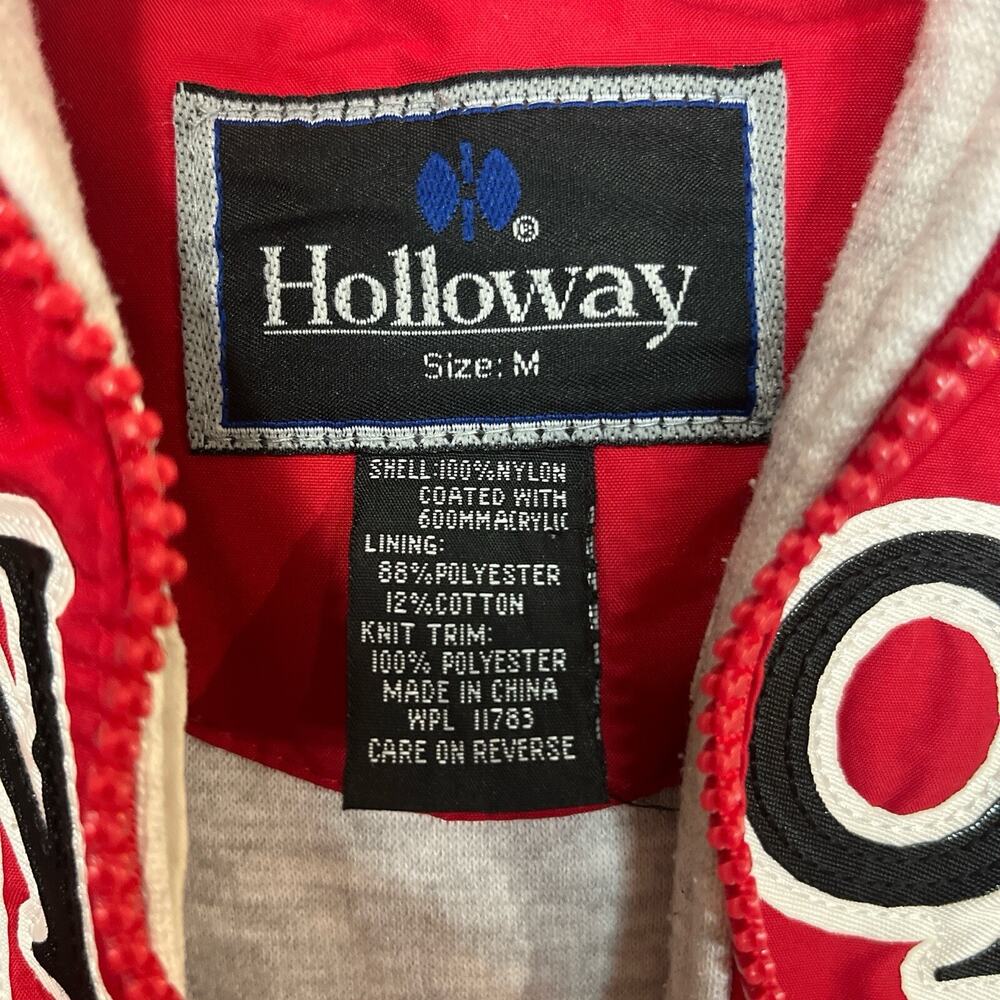 ®
Holloway
Size: M
SHELL:100%NYLON
COATED WITH
600MMACRYLIC
LINING:
88%POLYESTER
12%COTTON
KNIT TRIM:
100% POLYESTER
MADE IN CHINA
WPL 11783
CARE ON REVERSE